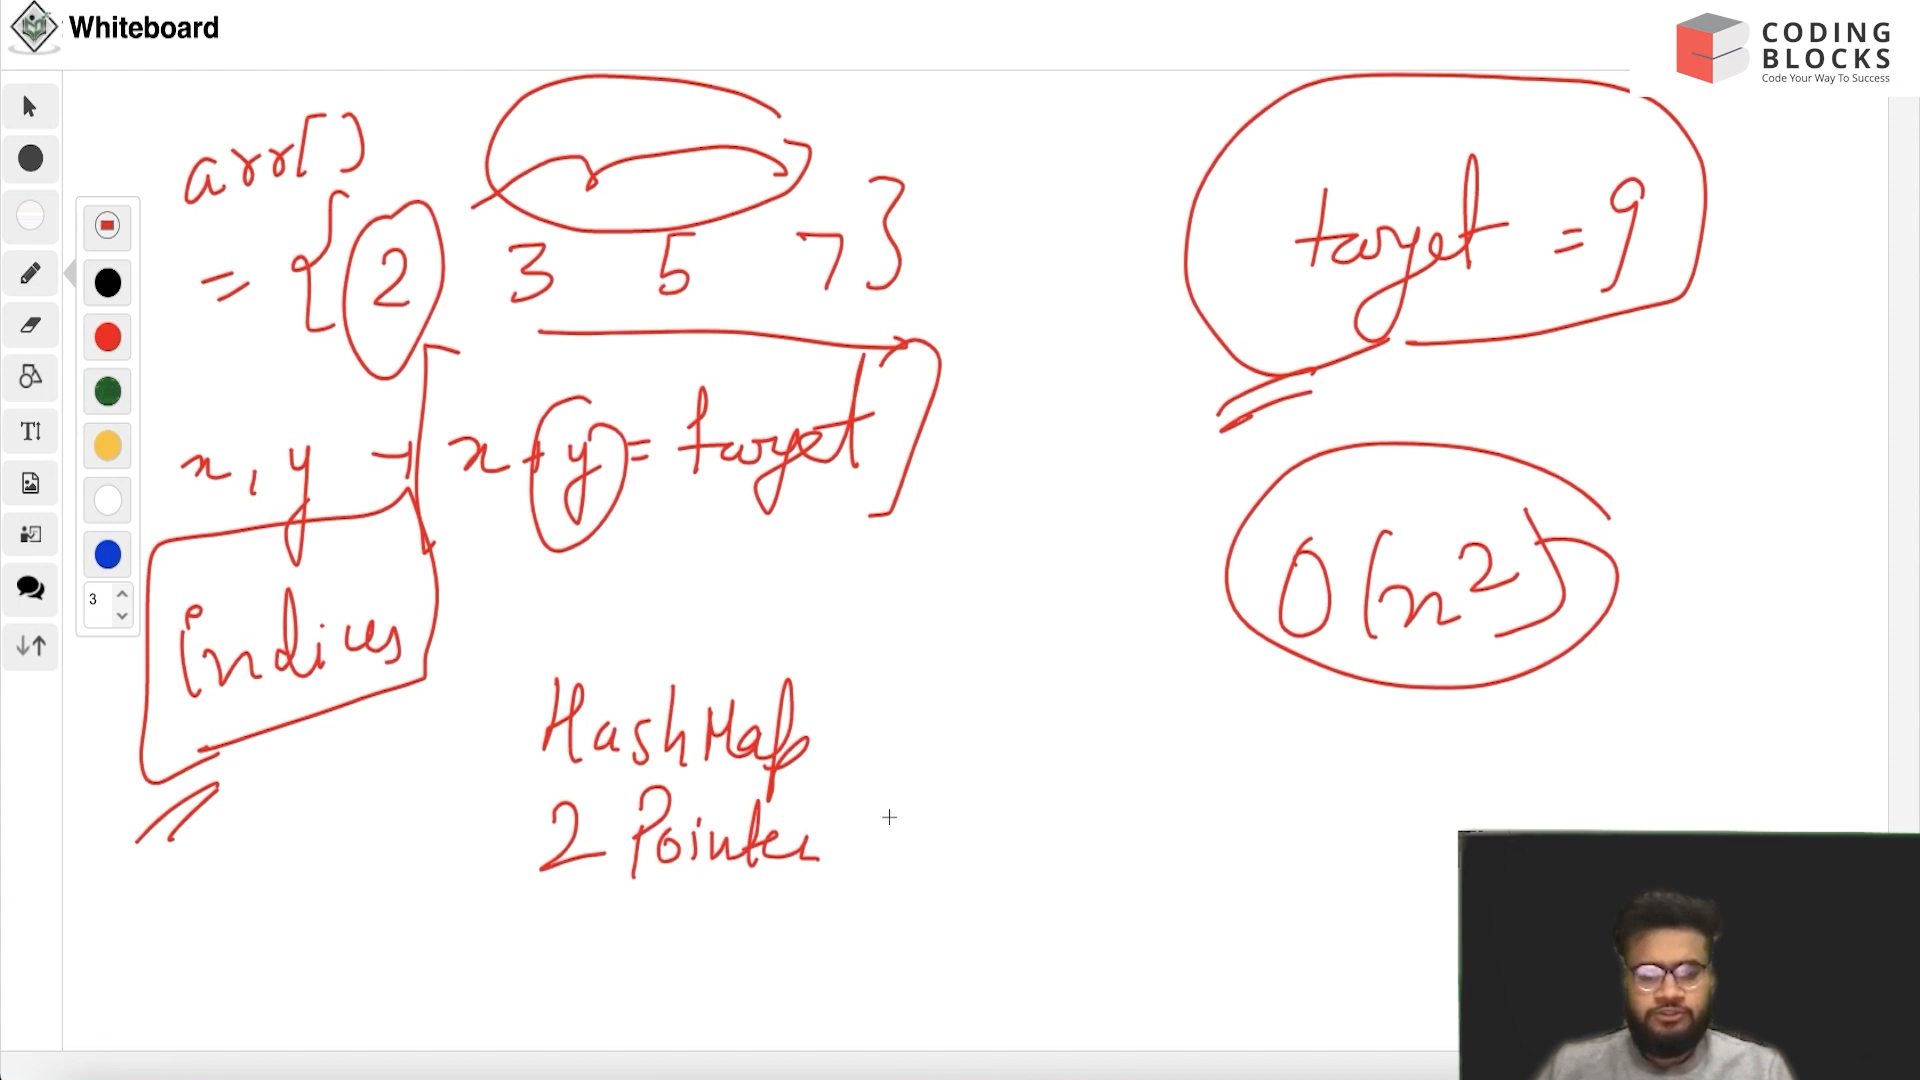 Whiteboard
CODING
BLOCKS
Code Your Way To Success
arr[]
= {2 3 5 7}
target = 9
x, y → [x + y = target]
indices
O(n²)
HashMap
2 Pointer
T
3